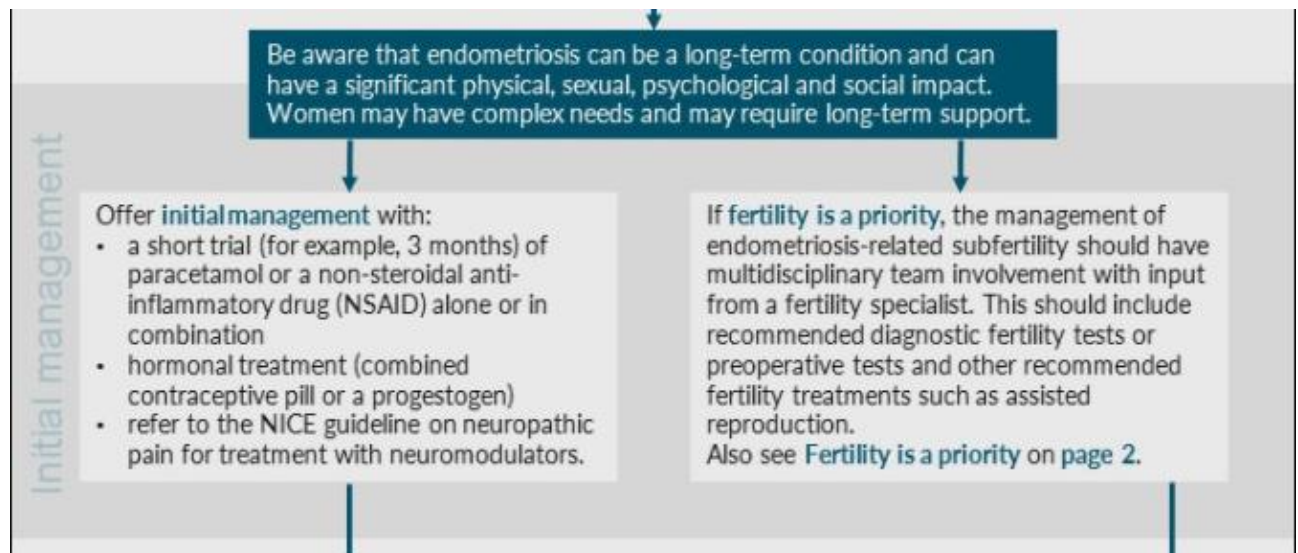 Be aware that endometriosis can be a long-term condition and can
have a significant physical, sexual, psychological and social impact.
Women may have complex needs and may require long-term support.
Initial management
Offer initial management with:
• a short trial (for example, 3 months) of
paracetamol or a non-steroidal anti-
inflammatory drug (NSAID) alone or in
combination
• hormonal treatment (combined
contraceptive pill or a progestogen)
• refer to the NICE guideline on neuropathic
pain for treatment with neuromodulators.
If fertility is a priority, the management of
endometriosis-related subfertility should have
multidisciplinary team involvement with input
from a fertility specialist. This should include
recommended diagnostic fertility tests or
preoperative tests and other recommended
fertility treatments such as assisted
reproduction.
Also see Fertility is a priority on page 2.